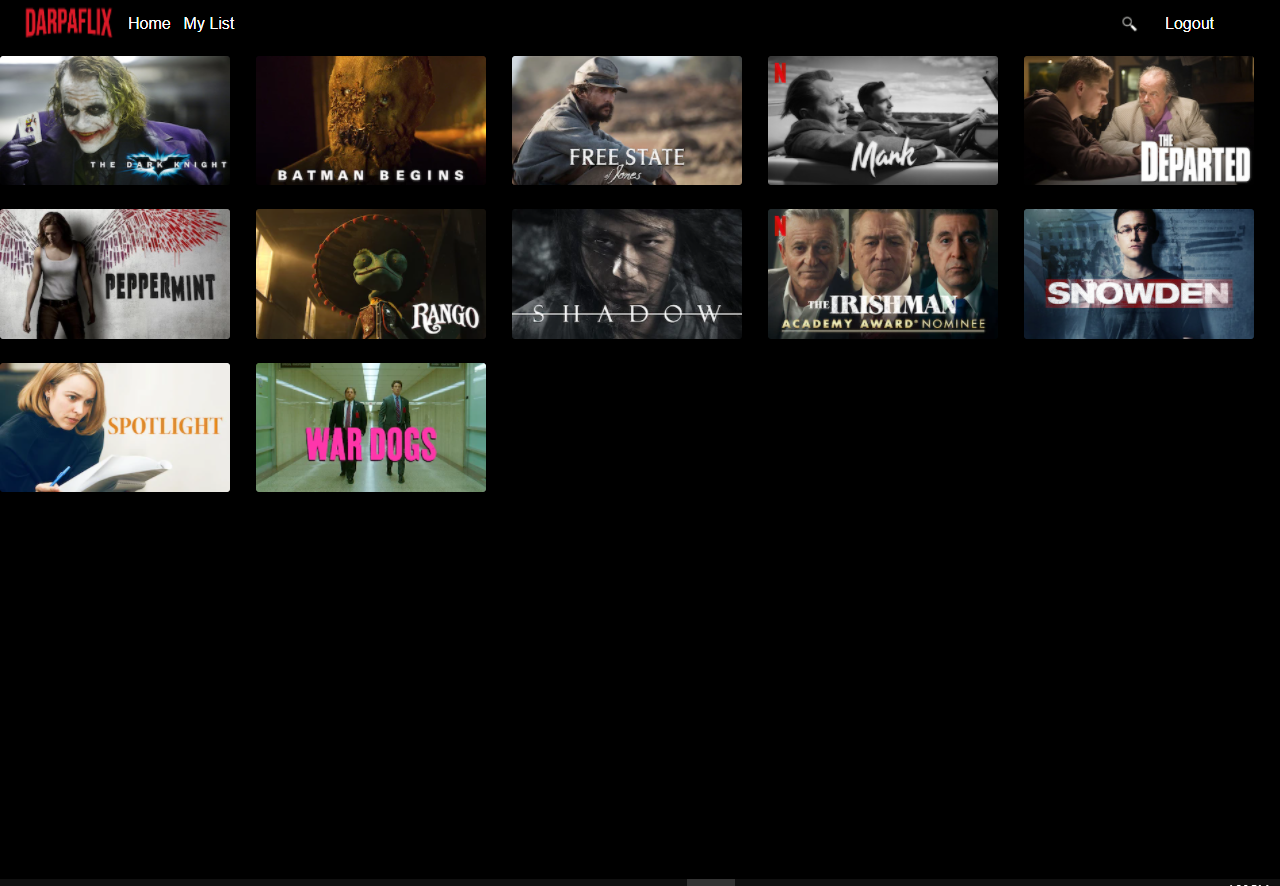 DARPAFLIX Home My List Logout
THE DARK KNIGHT
BATMAN BEGINS
FREE STATE
of Jones
N
Mank
THE
DEPARTED
PEPPERMINT
RANGO
SHADOW
N
THE IRISHMAN
ACADEMY AWARD® NOMINEE
SNOWDEN
SPOTLIGHT
WAR DOGS